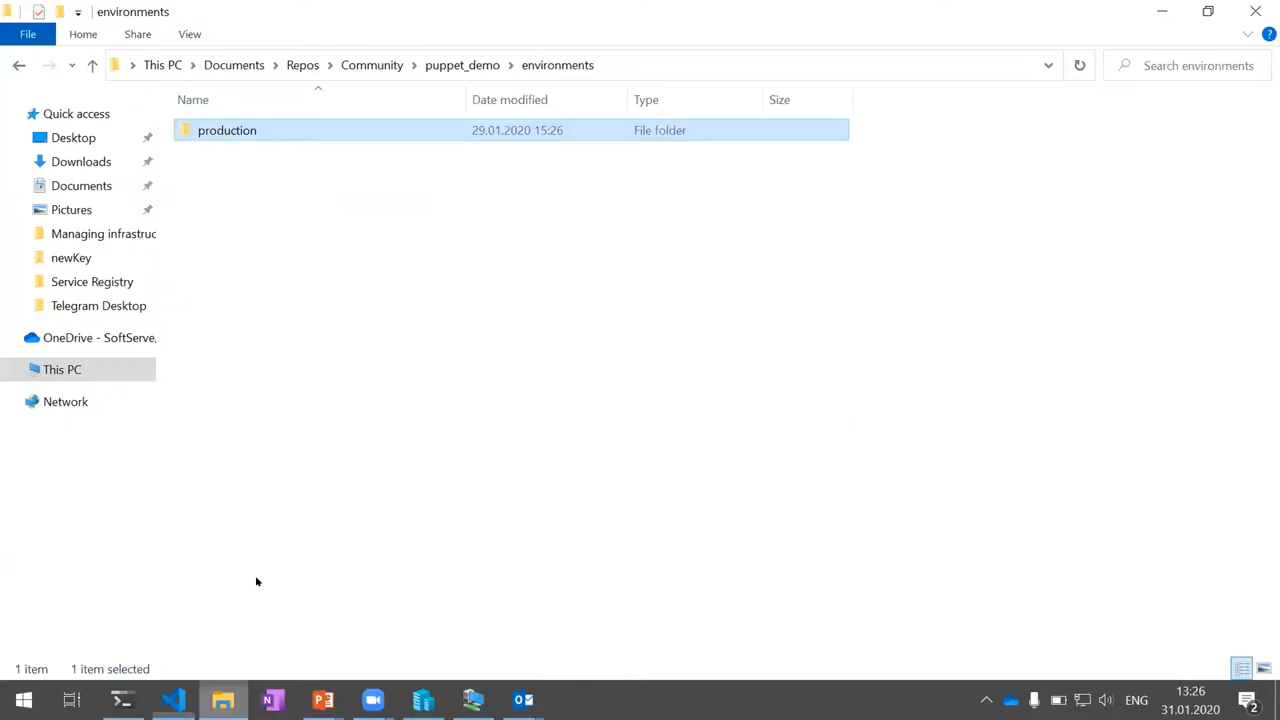 environments
File
Home
Share
View
This PC
Documents
Repos
Community
puppet_demo
environments
Search environments
Name
Date modified
Type
Size
production
29.01.2020 15:26
File folder
Quick access
Desktop
Downloads
Documents
Pictures
Managing infrastruc
newKey
Service Registry
Telegram Desktop
OneDrive - SoftServe,
This PC
Network
1 item
1 item selected
ENG
13:26
31.01.2020
2